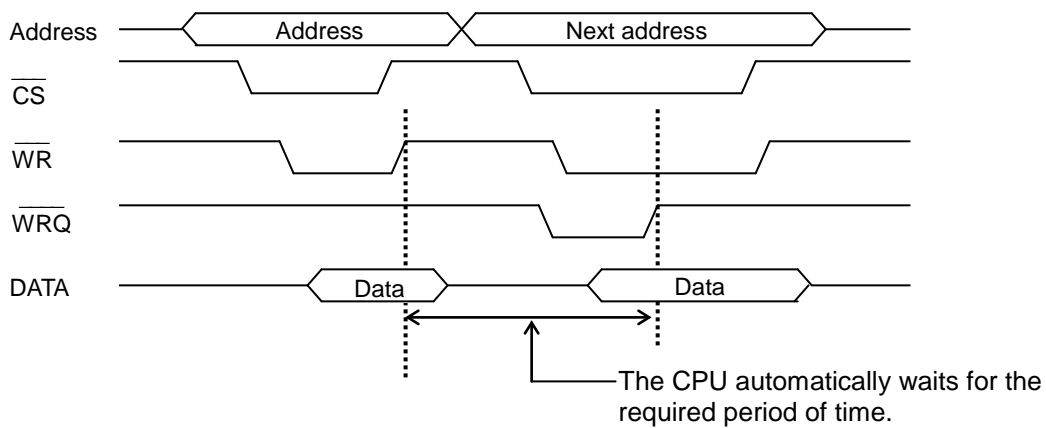 Address Address Next address
CS
WR
WRQ
DATA Data Data
The CPU automatically waits for the
required period of time.